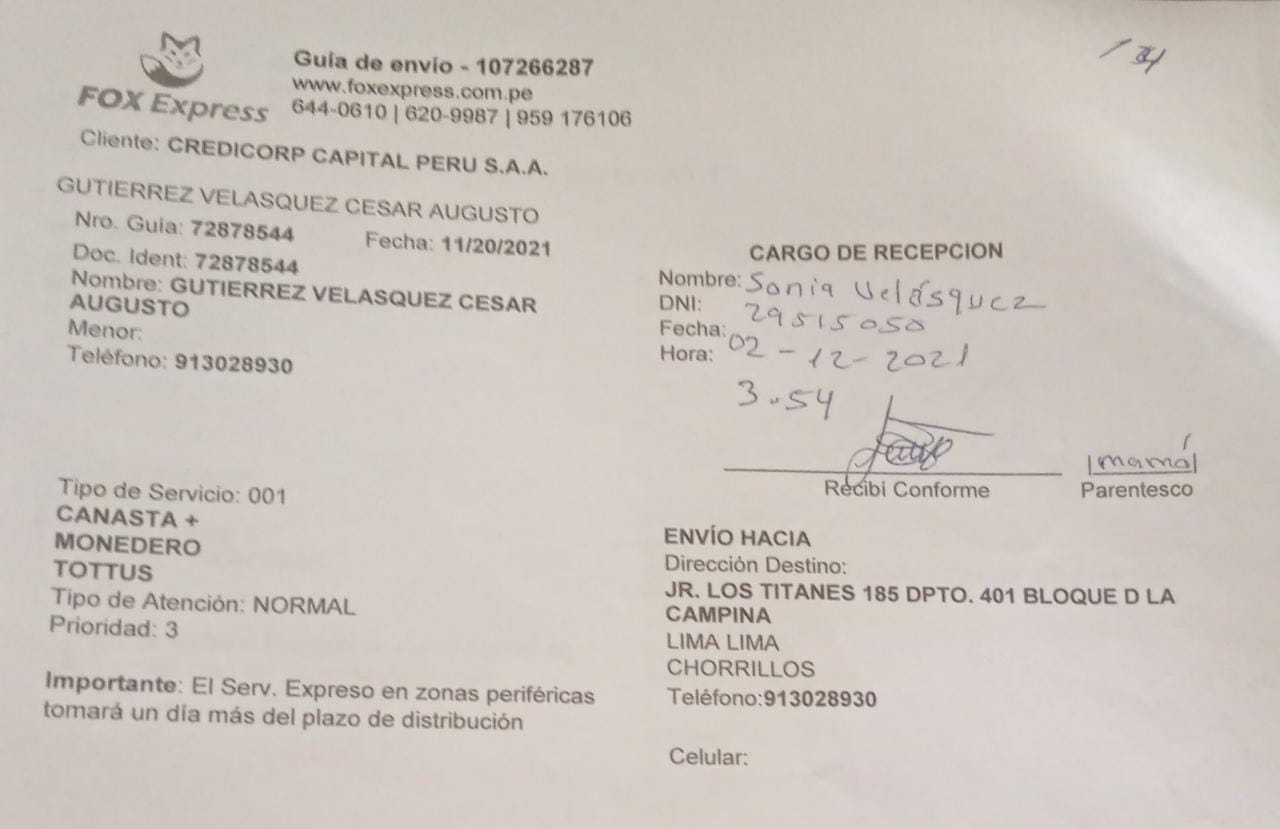 FOX Express
Guía de envío - 107266287
www.foxexpress.com.pe
644-0610 | 620-9987 | 959 176106
Cliente: CREDICORP CAPITAL PERU S.A.A.
GUTIERREZ VELASQUEZ CESAR AUGUSTO
Nro. Guía: 72878544 Fecha: 11/20/2021
Doc. Ident: 72878544
Nombre: GUTIERREZ VELASQUEZ CESAR
AUGUSTO
Menor:
Teléfono: 913028930
Tipo de Servicio: 001
CANASTA +
MONEDERO
TOTTUS
Tipo de Atención: NORMAL
Prioridad: 3
Importante: El Serv. Expreso en zonas periféricas
tomará un día más del plazo de distribución
CARGO DE RECEPCION
Nombre: Sonia Velásquez
DNI: 29515050
Fecha: 02-12-2021
Hora: 3.54
Recibí Conforme
mamá
Parentesco
ENVÍO HACIA
Dirección Destino:
JR. LOS TITANES 185 DPTO. 401 BLOQUE D LA
CAMPINA
LIMA LIMA
CHORRILLOS
Teléfono:913028930
Celular: